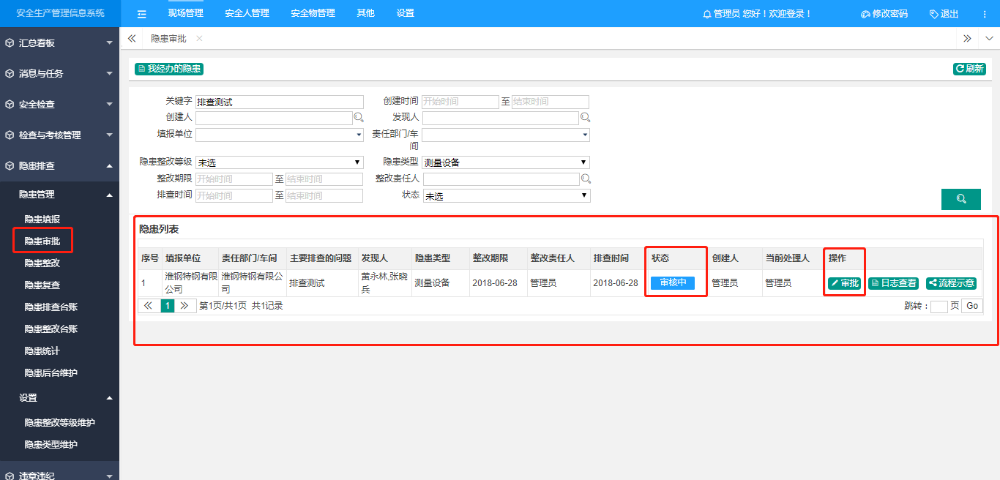 安全生产管理信息系统
现场管理 安全人管理 安全物管理 其他 设置
管理员 您好！欢迎登录！ 修改密码 退出
汇总看板
消息与任务
安全检查
检查与考核管理
隐患排查
隐患管理
隐患填报
隐患审批
隐患整改
隐患复查
隐患排查台账
隐患整改台账
隐患统计
隐患后台维护
设置
隐患整改等级维护
隐患类型维护
违章违纪
隐患审批
我经办的隐患 刷新
关键字 排查测试 创建时间 开始时间 至 结束时间
创建人 发现人
填报单位 责任部门/车
间
隐患整改等级 未选 隐患类型 测量设备
整改期限 开始时间 至 结束时间 整改责任人
排查时间 开始时间 至 结束时间 状态 未选
隐患列表
序号 填报单位 责任部门/车间 主要排查的问题 发现人 隐患类型 整改期限 整改责任人 排查时间 状态 创建人 当前处理人 操作
1 淮钢特钢有限 淮钢特钢有限公 排查测试 黄永林,张晓 测量设备 2018-06-28 管理员 2018-06-28 审核中 管理员 管理员 审批 日志查看 流程示意
公司 司 兵
1 第1页/共1页 共1记录 跳转： 页 Go